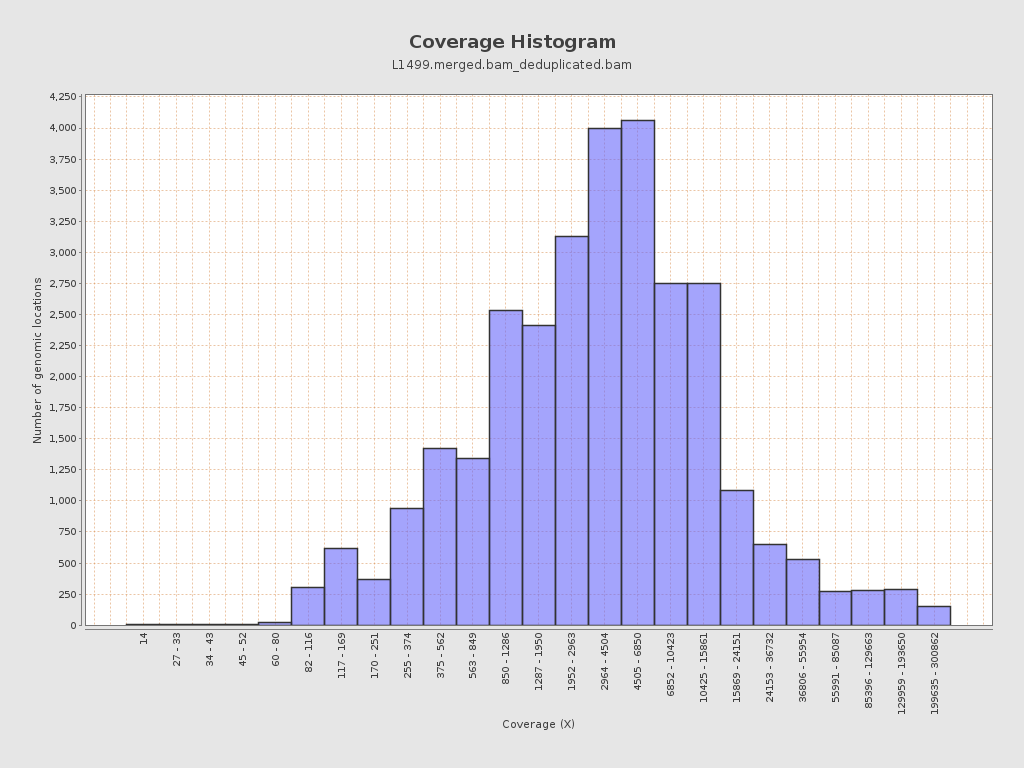 Coverage Histogram
L1499.merged.bam_deduplicated.bam
Number of genomic locations
4,250
4,000
3,750
3,500
3,250
3,000
2,750
2,500
2,250
2,000
1,750
1,500
1,250
1,000
750
500
250
0
14
27 - 33
34 - 43
45 - 52
60 - 80
82 - 116
117 - 169
170 - 251
255 - 374
375 - 562
563 - 849
850 - 1286
1287 - 1950
1952 - 2963
2964 - 4504
4505 - 6850
6852 - 10423
10425 - 15861
15869 - 24151
24153 - 36732
36806 - 55954
55991 - 85087
85396 - 129663
129959 - 193650
199635 - 300862
Coverage (X)